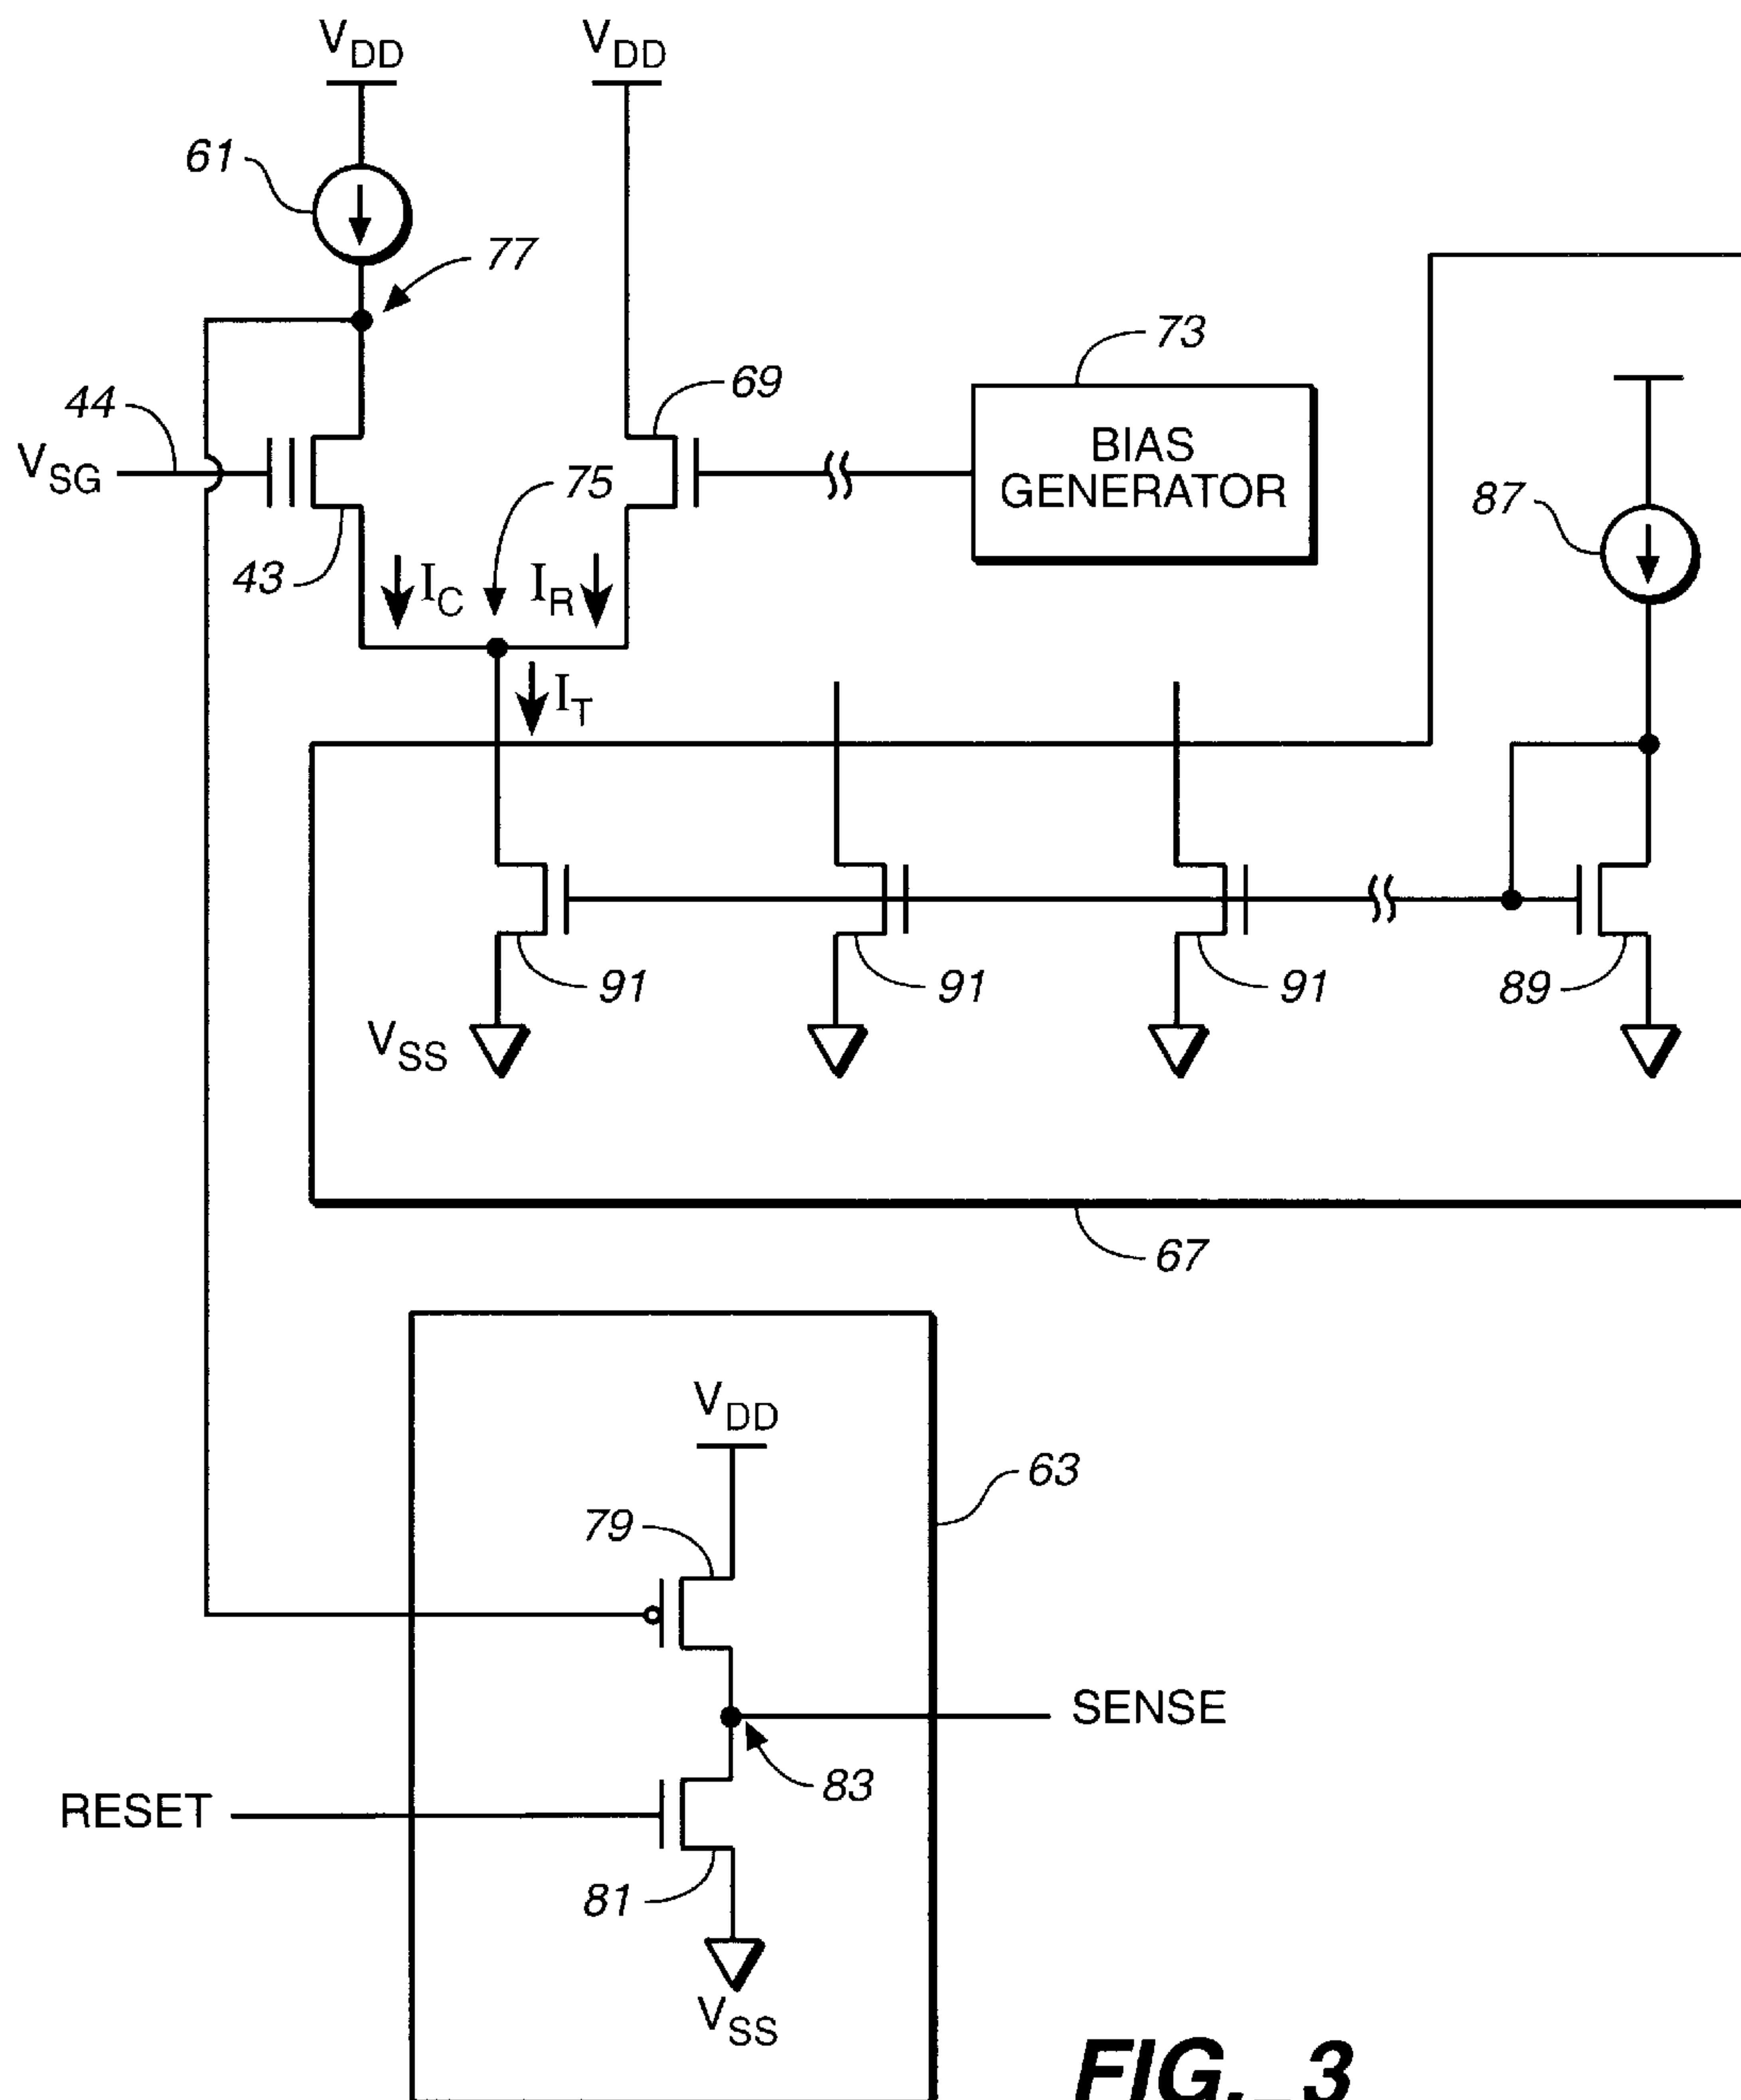 VDD
VDD
61
77
73
69
44
BIAS
GENERATOR
VSG
75
87
43
IC
IR
IT
91
91
91
89
VSS
67
VDD
63
79
SENSE
83
RESET
81
VSS
FIG._3